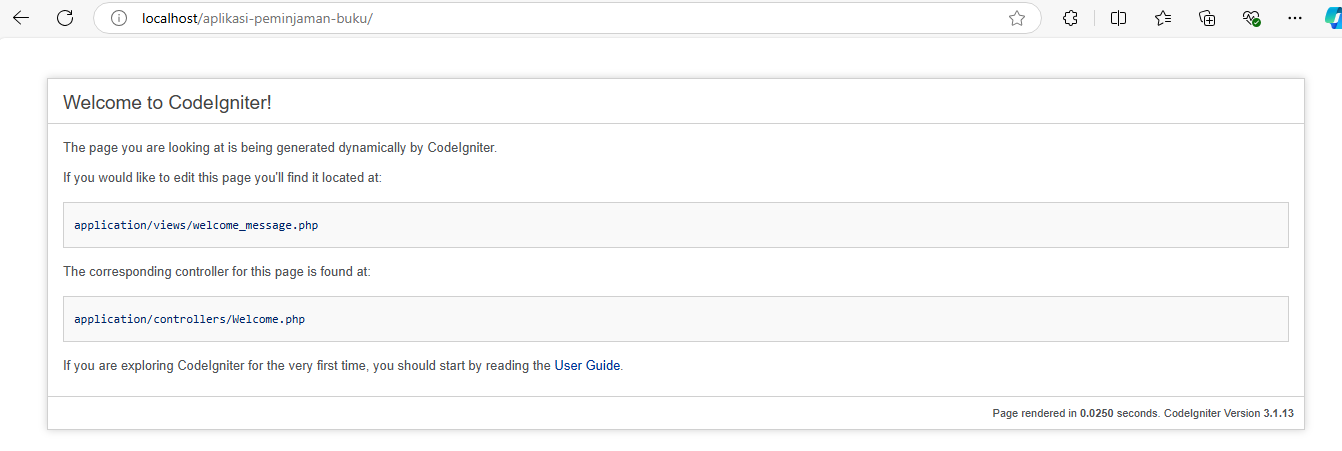 localhost/aplikasi-peminjaman-buku/
Welcome to CodeIgniter!
The page you are looking at is being generated dynamically by CodeIgniter.
If you would like to edit this page you'll find it located at:
application/views/welcome_message.php
The corresponding controller for this page is found at:
application/controllers/Welcome.php
If you are exploring CodeIgniter for the very first time, you should start by reading the User Guide.
Page rendered in 0.0250 seconds. CodeIgniter Version 3.1.13